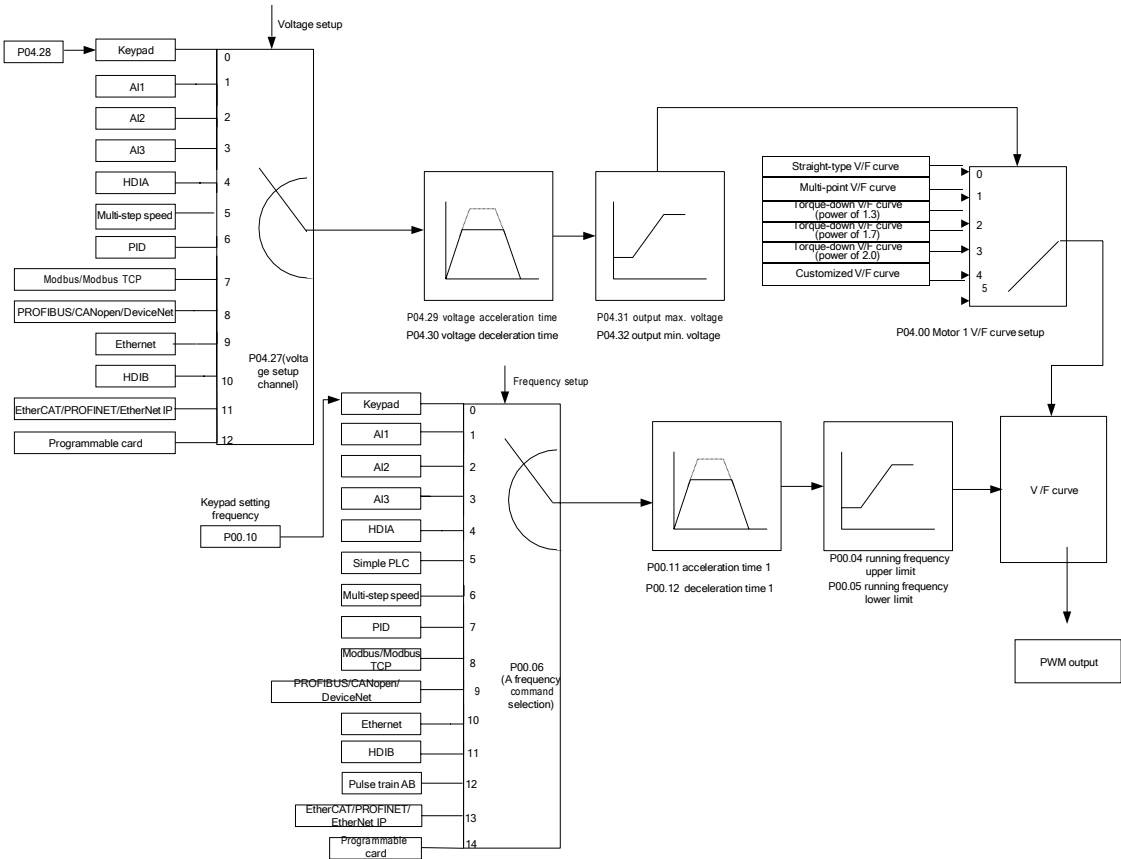 Voltage setup
P04.28
Keypad
0
AI1
1
AI2
2
AI3
3
HDIA
4
Multi-step speed
5
PID
6
Modbus/Modbus TCP
7
PROFIBUS/CANopen/DeviceNet
8
Ethernet
9
HDIB
10
EtherCAT/PROFINET/EtherNet IP
11
Programmable card
12
P04.27(volta
ge setup
channel)
P04.29 voltage acceleration time
P04.30 voltage deceleration time
P04.31 output max. voltage
P04.32 output min. voltage
Straight-type V/F curve
Multi-point V/F curve
Torque-down V/F curve
(power of 1.3)
Torque-down V/F curve
(power of 1.7)
Torque-down V/F curve
(power of 2.0)
Customized V/F curve
0
1
2
3
4
5
P04.00 Motor 1 V/F curve setup
Frequency setup
Keypad setting
frequency
P00.10
Keypad
0
AI1
1
AI2
2
AI3
3
HDIA
4
Simple PLC
5
Multi-step speed
6
PID
7
Modbus/Modbus
TCP
8
PROFIBUS/CANopen/
DeviceNet
9
Ethernet
10
HDIB
11
Pulse train AB
12
EtherCAT/PROFINET/
EtherNet IP
13
Programmable
card
14
P00.06
(A frequency
command
selection)
P00.11 acceleration time 1
P00.12 deceleration time 1
P00.04 running frequency
upper limit
P00.05 running frequency
lower limit
V/F curve
PWM output